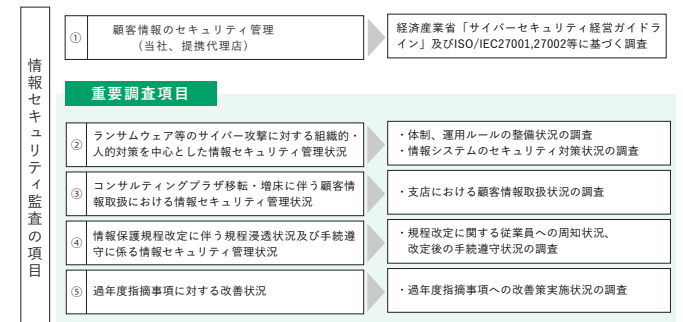 情報セキュリティ監査の項目
① 顧客情報のセキュリティ管理
（当社、提携代理店）
経済産業省「サイバーセキュリティ経営ガイドラ
イン」及びISO/IEC27001,27002等に基づく調査
重要調査項目
② ランサムウェア等のサイバー攻撃に対する組織的・
人的対策を中心とした情報セキュリティ管理状況
・体制、運用ルールの整備状況の調査
・情報システムのセキュリティ対策状況の調査
③ コンサルティングプラザ移転・増床に伴う顧客情
報取扱における情報セキュリティ管理状況
・支店における顧客情報取扱状況の調査
④ 情報保護規程改定に伴う規程浸透状況及び手続遵
守に係る情報セキュリティ管理状況
・規程改定に関する従業員への周知状況、
改定後の手続遵守状況の調査
⑤ 過年度指摘事項に対する改善状況
・過年度指摘事項への改善策実施状況の調査